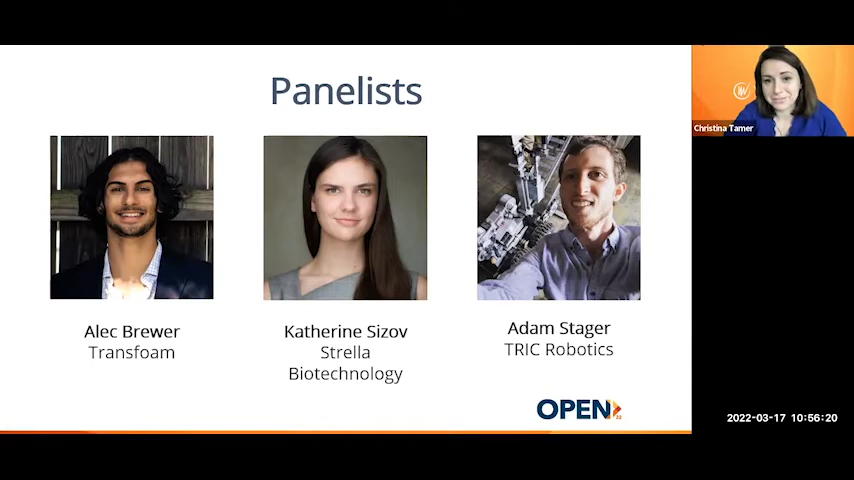 Panelists
Christina Tamer
Alec Brewer
Transfoam
Katherine Sizov
Strella
Biotechnology
Adam Stager
TRIC Robotics
OPEN
22
2022-03-17 10:56:20